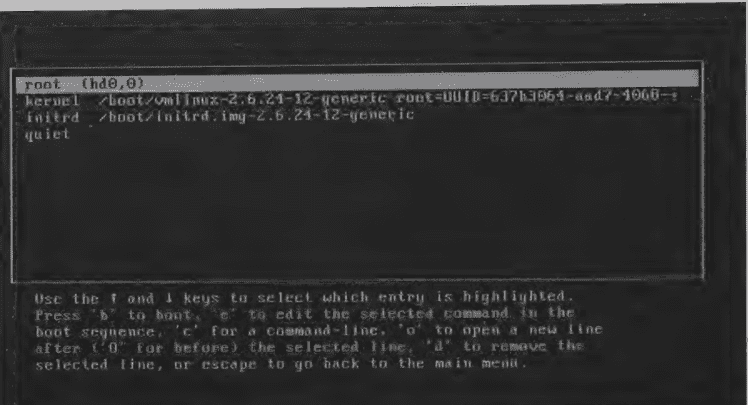 root (hd0,0)
kernel /boot/vmlinux-2.6.24-12-generic root=UUID=637b3064-aad7-4060-
initrd /boot/initrd.img-2.6.24-12-generic
quiet
Use the ↑ and ↓ keys to select which entry is highlighted.
Press 'b' to boot, 'e' to edit the selected command in the
boot sequence, 'c' for a command-line, 'o' to open a new line
after ('O' for before) the selected line, 'd' to remove the
selected line, or escape to go back to the main menu.